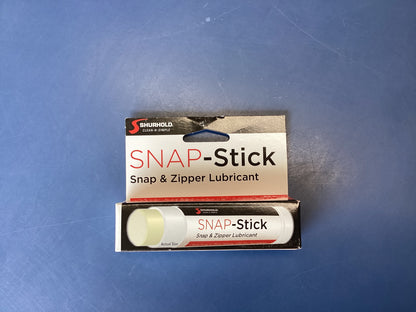 SHURHOLD.
CLEAN-N-SIMPLE
SNAP-Stick
Snap & Zipper Lubricant
SHURHOLD.
SNAP-Stick
Snap & Zipper Lubricant
Actual Size